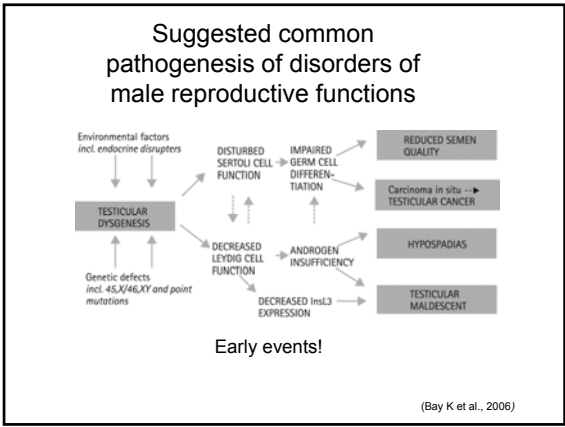 Suggested common
pathogenesis of disorders of
male reproductive functions
Environmental factors
incl. endocrine disrupters
TESTICULAR
DYSGENESIS
Genetic defects
incl. 45,X/46,XY and point
mutations
DISTURBED
SERTOLI CELL
FUNCTION
IMPAIRED
GERM CELL
DIFFEREN-
TIATION
DECREASED
LEYDIG CELL
FUNCTION
ANDROGEN
INSUFFICIENCY
DECREASED InsL3
EXPRESSION
REDUCED SEMEN
QUALITY
Carcinoma in situ --►
TESTICULAR CANCER
HYPOSPADIAS
TESTICULAR
MALDESCENT
Early events!
(Bay K et al., 2006)